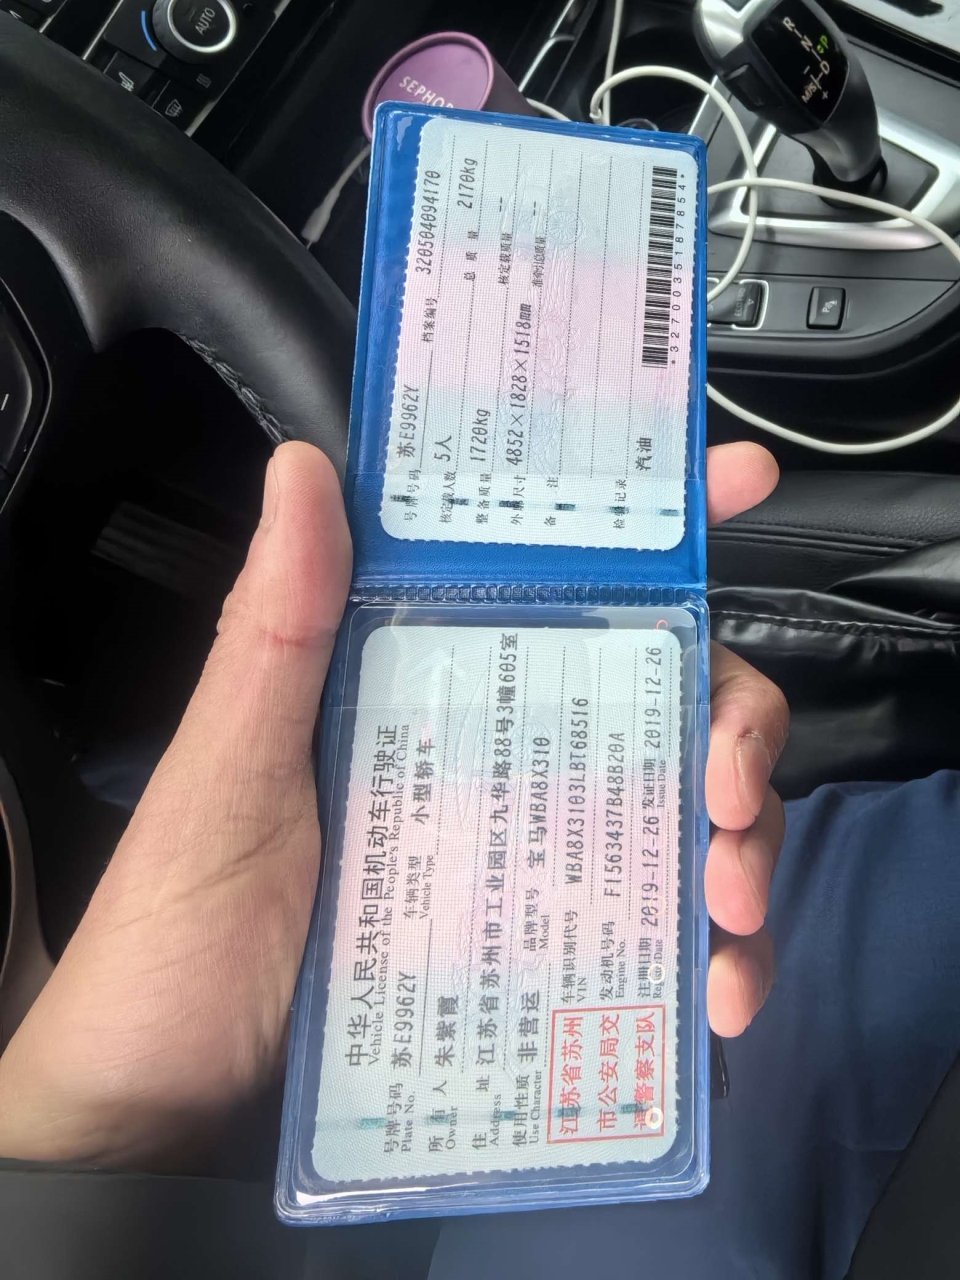 中华人民共和国机动车行驶证
Vehicle License of the People's Republic of China
号牌号码 苏E9962Y 车辆类型 小型轿车
Plate No. Vehicle Type
所有人 朱紫霞
Owner
住址 江苏省苏州市工业园区九华路88号3幢605室
Address
使用性质 非营运 品牌型号 宝马WBA8X310
Use Character Model
江苏省苏州
市公安局交
通警察支队
车辆识别代号 WBA8X3103LBT68516
VIN
发动机号码 F1563437B48B20A
Engine No.
注册日期 2019-12-26 发证日期 2019-12-26
Issue Date
号牌号码 苏E9962Y 档案编号 320504094170
核定载人数 5人 总质量 2170kg
整备质量 1720kg 核定载质量 --
外廓尺寸 4852×1828×1518mm 准牵引总质量 --
备注
检验记录 汽油
*3270035187854*
SEPHORA
AUTO
R
N
D
P
M/S
+